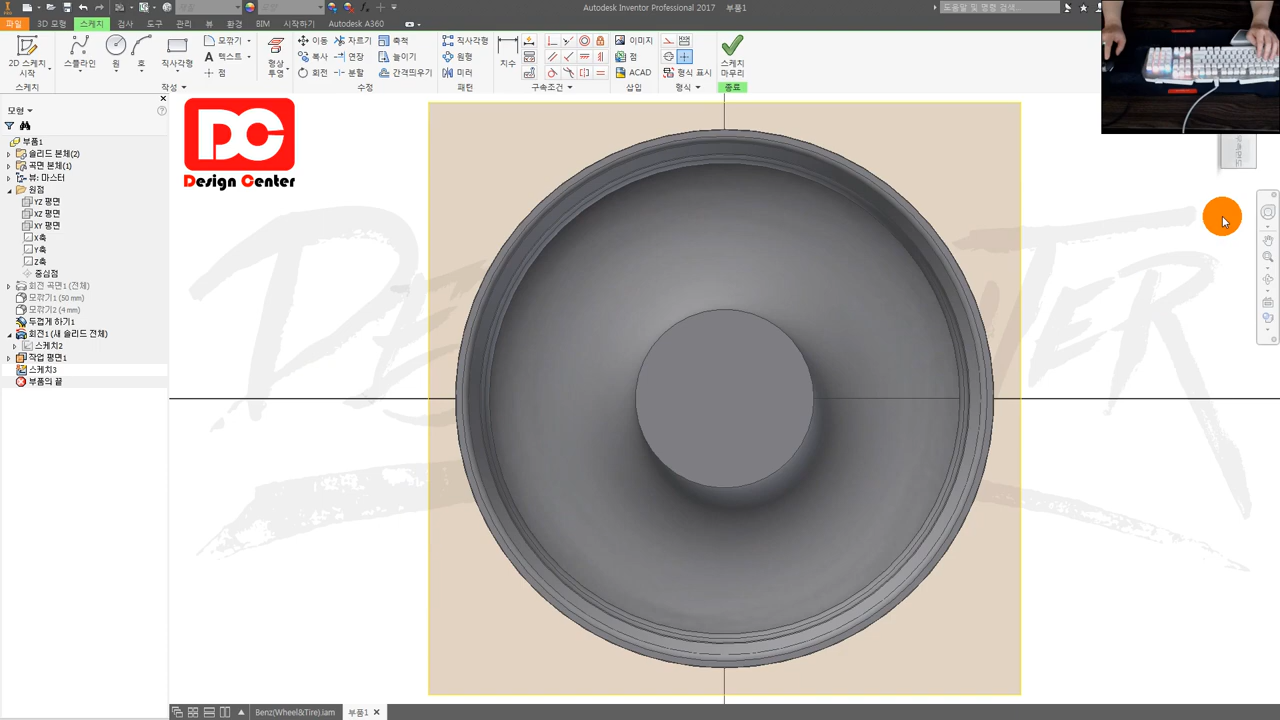 Autodesk Inventor Professional 2017 부품1
도움말 및 명령 검색...
파일 3D 모형 스케치 검사 도구 관리 뷰 환경 BIM 시작하기 Autodesk A360
2D 스케치 시작
스플라인
원
호
직사각형
모깎기
텍스트
점
형상 투영
이동
복사
회전
자르기
연장
분할
축척
늘이기
간격띄우기
직사각형
원형
미러
치수
이미지
점
ACAD
형식 표시
스케치 마무리
스케치 작성 수정 패턴 구속조건 삽입 형식 종료
모형
부품1
솔리드 본체(2)
곡면 본체(1)
뷰: 마스터
원점
YZ 평면
XZ 평면
XY 평면
X축
Y축
Z축
중심점
회전 곡면1 (전체)
모깎기1 (50 mm)
모깎기2 (4 mm)
두껍게 하기1
회전1 (새 솔리드 전체)
스케치2
작업 평면1
스케치3
부품의 끝
DC
Design Center
DESIGN CENTER
Benz(Wheel&Tire).iam 부품1